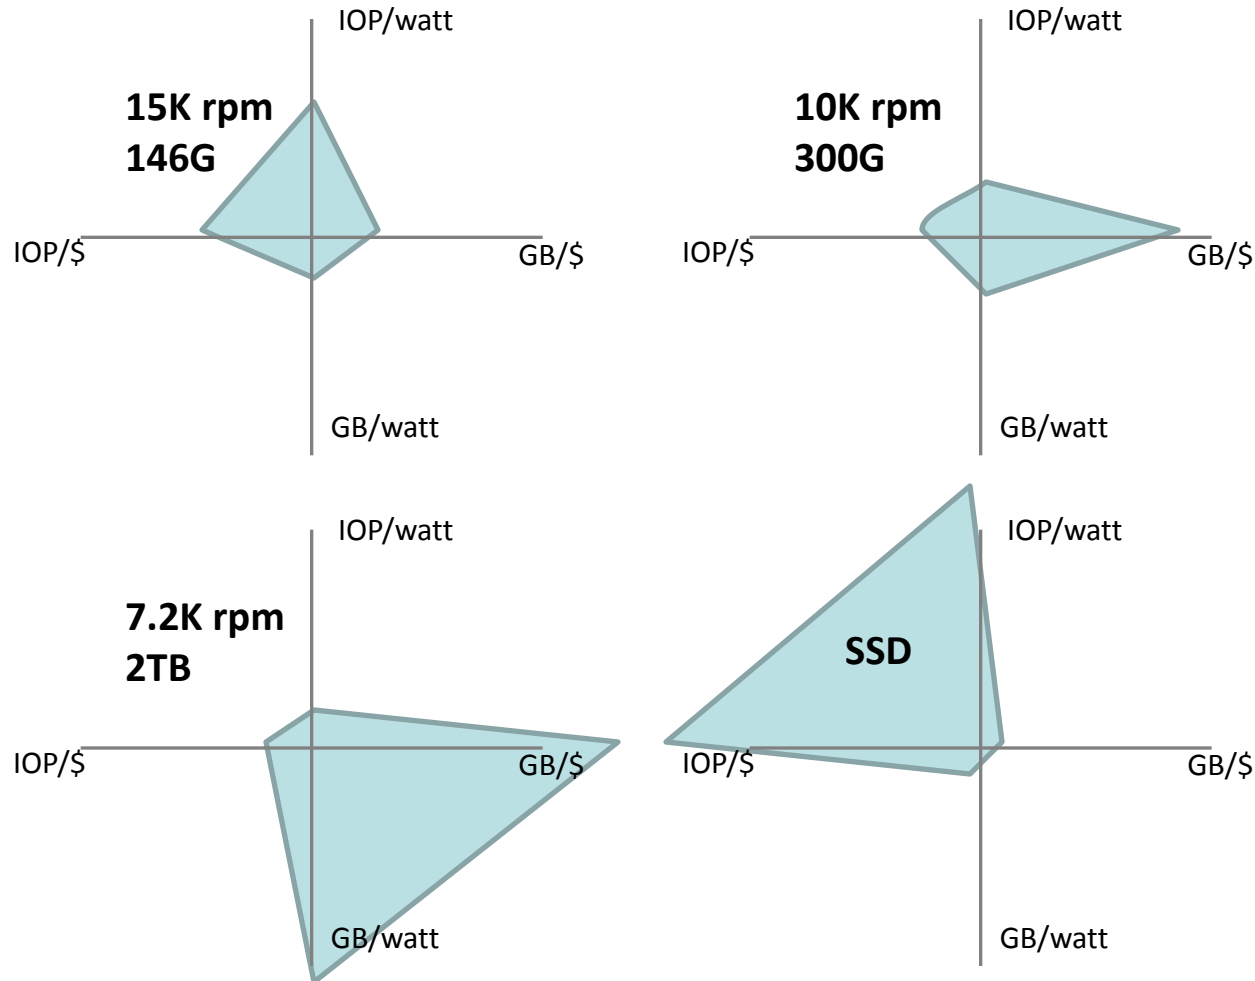 IOP/watt
15K rpm
146G
IOP/$
GB/$
GB/watt
IOP/watt
10K rpm
300G
IOP/$
GB/$
GB/watt
IOP/watt
7.2K rpm
2TB
IOP/$
GB/$
GB/watt
IOP/watt
SSD
IOP/$
GB/$
GB/watt